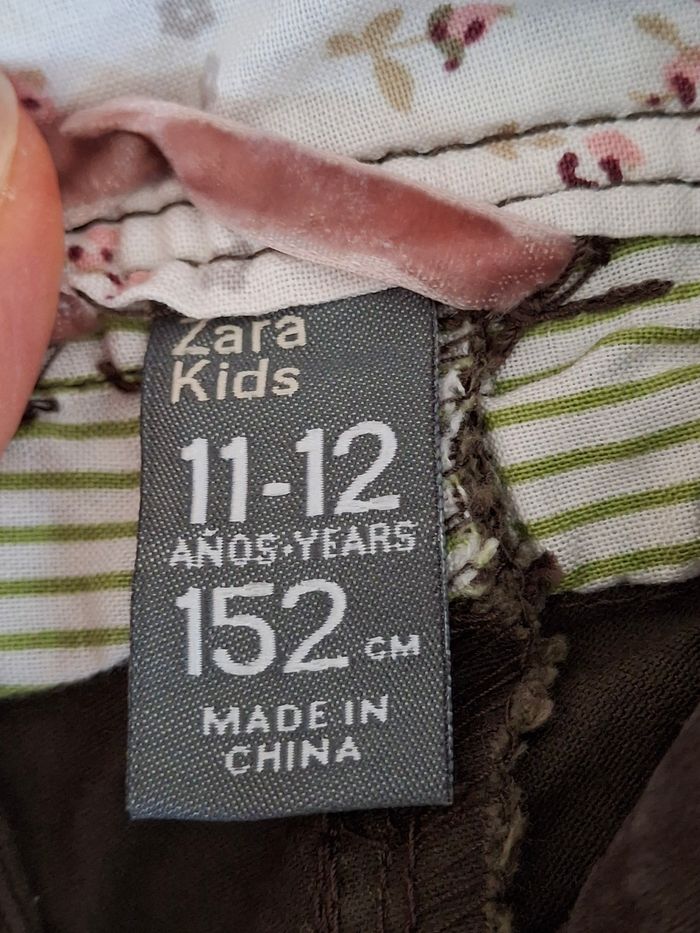 Zara
Kids
11-12
AÑOS·YEARS
152 CM
MADE IN
CHINA